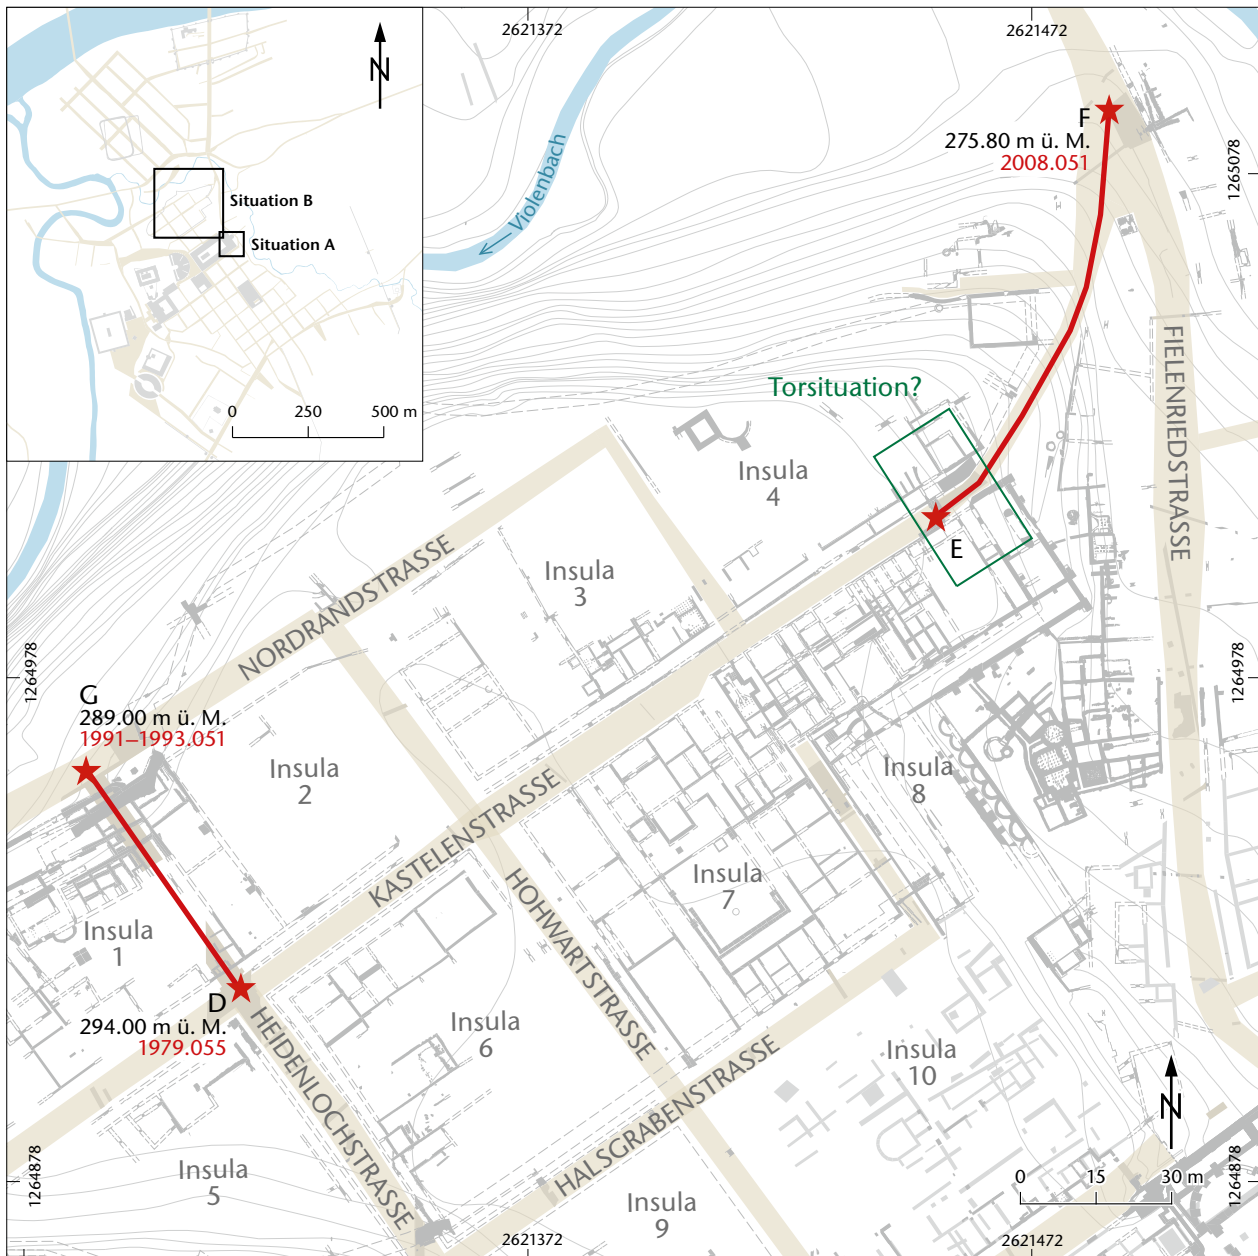 2621372
2621472
N
Situation B
Situation A
0 250 500 m
Violenbach
F
275.80 m ü. M.
2008.051
1265078
FIELENRIEDSTRASSE
Torsituation?
Insula
4
E
NORDRANDSTRASSE
Insula
3
1264978
1264978
G
289.00 m ü. M.
1991–1993.051
Insula
2
KASTELENSTRASSE
Insula
8
Insula
7
HOHWARTSTRASSE
Insula
1
D
294.00 m ü. M.
1979.055
HEIDENLOCHSTRASSE
Insula
6
Insula
10
HALSGRABENSTRASSE
N
0 15 30 m
1264878
1264878
Insula
5
Insula
9
2621372
2621472